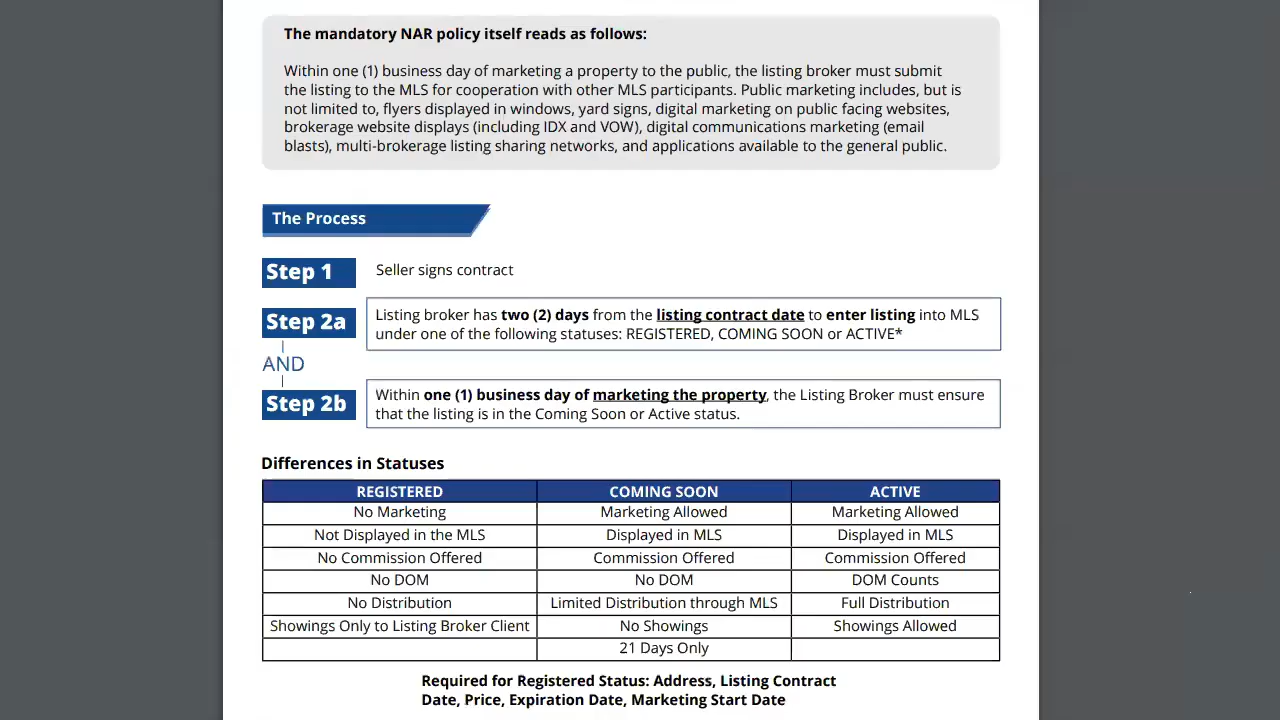 The mandatory NAR policy itself reads as follows:
Within one (1) business day of marketing a property to the public, the listing broker must submit
the listing to the MLS for cooperation with other MLS participants. Public marketing includes, but is
not limited to, flyers displayed in windows, yard signs, digital marketing on public facing websites,
brokerage website displays (including IDX and VOW), digital communications marketing (email
blasts), multi-brokerage listing sharing networks, and applications available to the general public.
The Process
Step 1 Seller signs contract
Step 2a Listing broker has two (2) days from the listing contract date to enter listing into MLS
under one of the following statuses: REGISTERED, COMING SOON or ACTIVE*
AND
Step 2b Within one (1) business day of marketing the property, the Listing Broker must ensure
that the listing is in the Coming Soon or Active status.
Differences in Statuses
REGISTERED COMING SOON ACTIVE
No Marketing Marketing Allowed Marketing Allowed
Not Displayed in the MLS Displayed in MLS Displayed in MLS
No Commission Offered Commission Offered Commission Offered
No DOM No DOM DOM Counts
No Distribution Limited Distribution through MLS Full Distribution
Showings Only to Listing Broker Client No Showings Showings Allowed
21 Days Only
Required for Registered Status: Address, Listing Contract
Date, Price, Expiration Date, Marketing Start Date